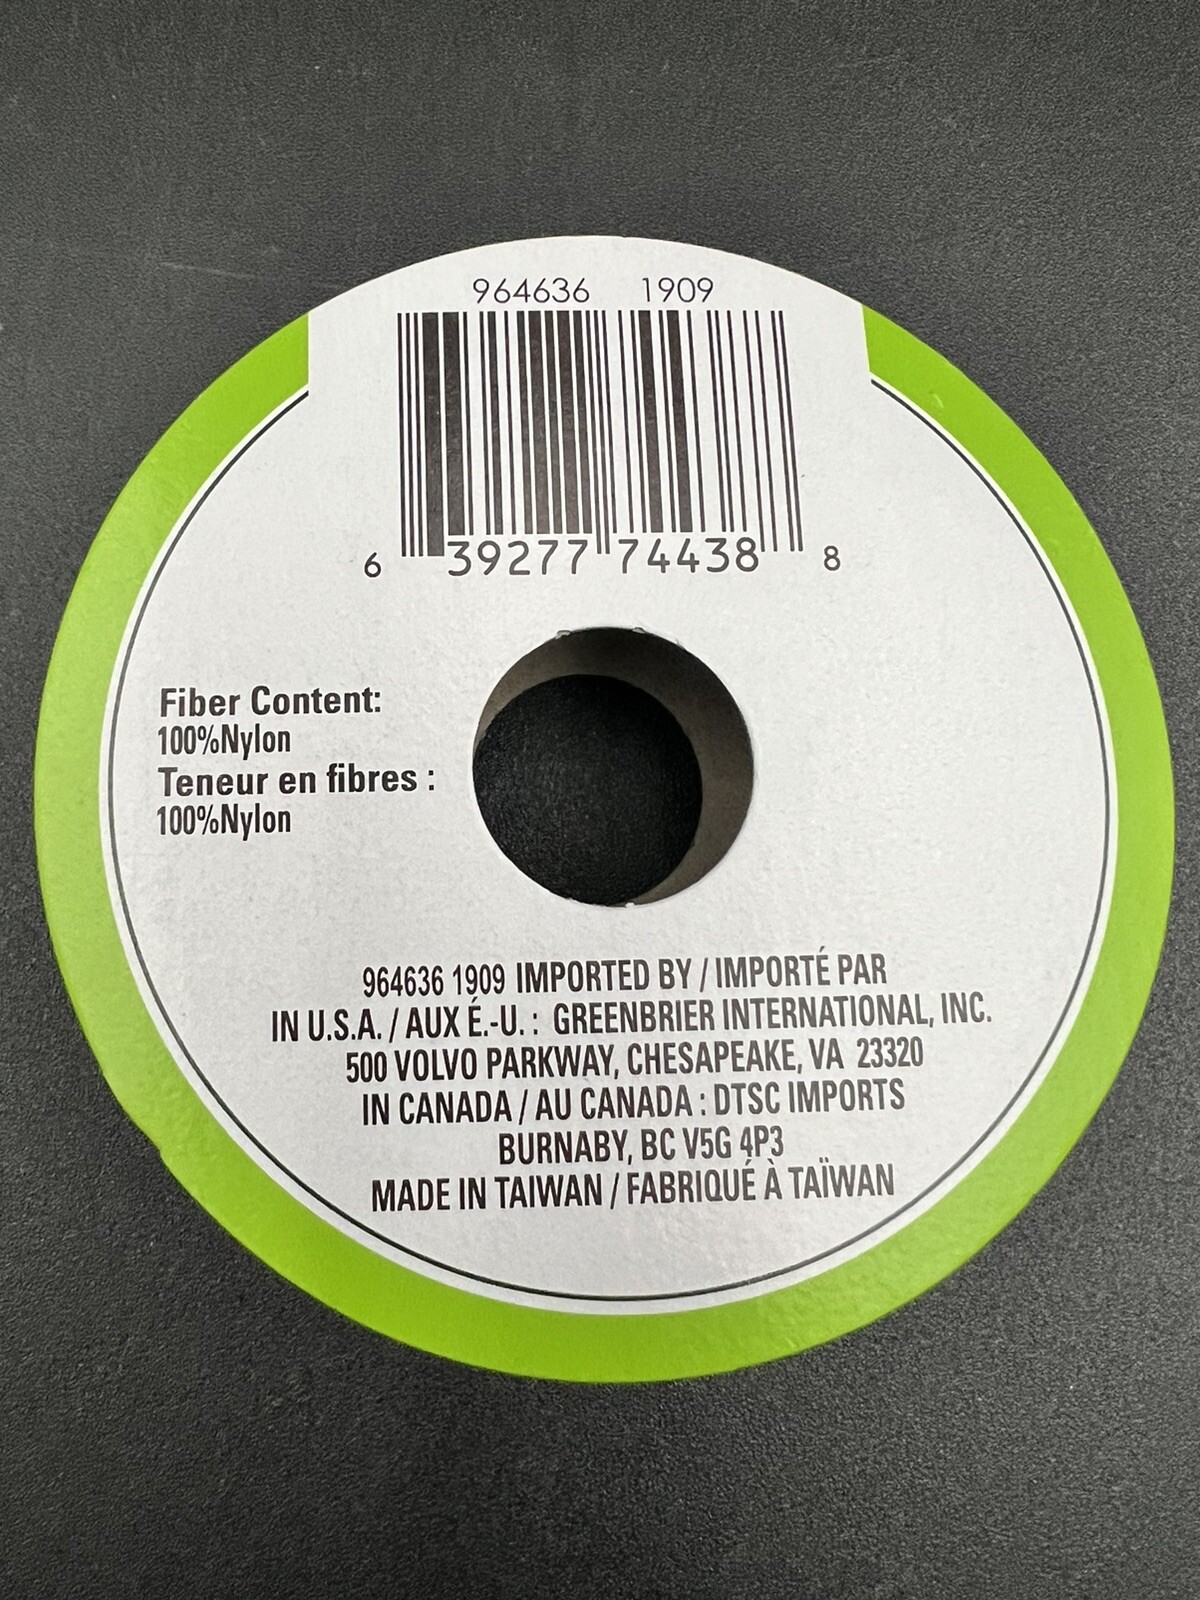 964636 1909
6 39277 74438 8
Fiber Content:
100%Nylon
Teneur en fibres :
100%Nylon
964636 1909 IMPORTED BY / IMPORTÉ PAR
IN U.S.A. / AUX É.-U. : GREENBRIER INTERNATIONAL, INC.
500 VOLVO PARKWAY, CHESAPEAKE, VA 23320
IN CANADA / AU CANADA : DTSC IMPORTS
BURNABY, BC V5G 4P3
MADE IN TAIWAN / FABRIQUÉ À TAÏWAN